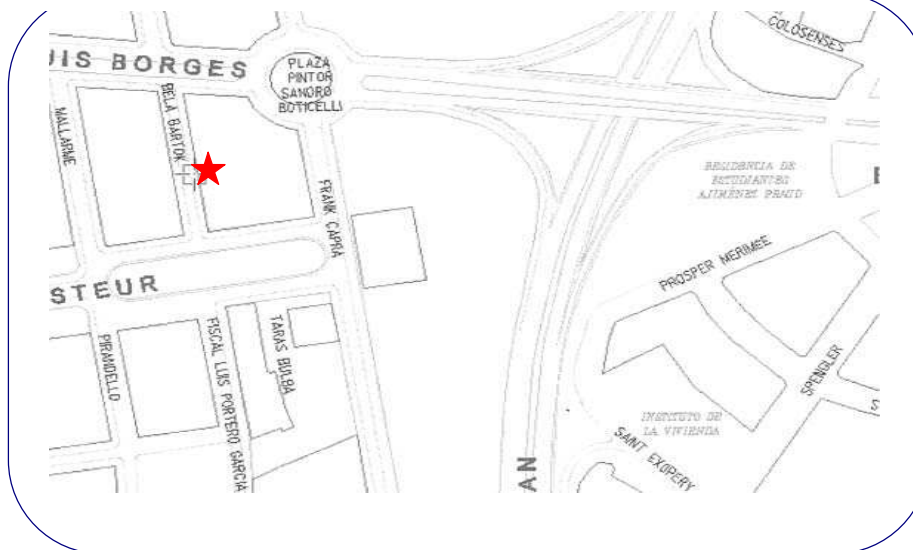 COLOSENSES
UIS BORGES
PLAZA
PINTOR
SANDRO
BOTICELLI
BELA BARTOK
MALLARME
FRANK CAPRA
RESIDENCIA DE
ESTUDIANTES
A.JIMENEZ FRAUD
E
PROSPER MERIMEE
STEUR
PIRANDELLO
FISCAL LUIS PORTERO GARCIA
TARAS BULBA
SPENGLER
S
INSTITUTO DE
LA VIVIENDA
SAINT EXOPERY
AN